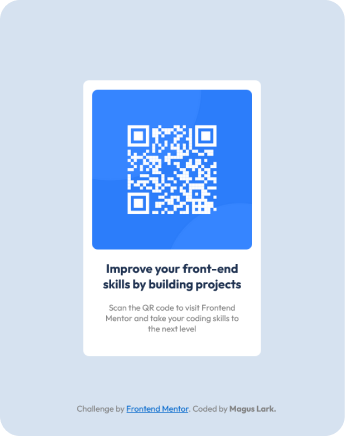 Improve your front-end
skills by building projects
Scan the QR code to visit Frontend
Mentor and take your coding skills to
the next level
Challenge by Frontend Mentor. Coded by Magus Lark.